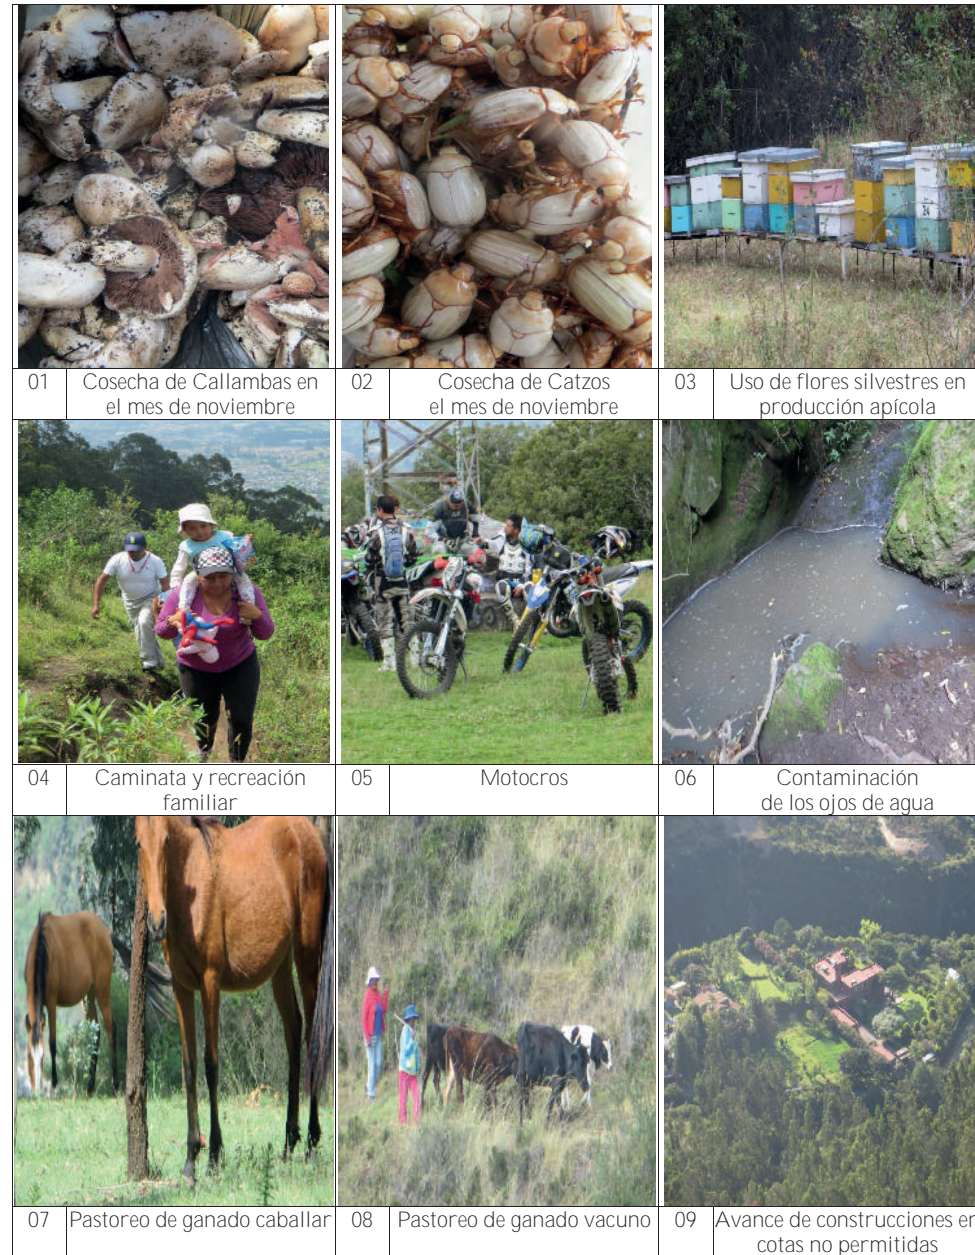 01 Cosecha de Callambas en
el mes de noviembre
02 Cosecha de Catzos
el mes de noviembre
03 Uso de flores silvestres en
producción apícola
24
04 Caminata y recreación
familiar
05 Motocros
06 Contaminación
de los ojos de agua
07 Pastoreo de ganado caballar
08 Pastoreo de ganado vacuno
09 Avance de construcciones en
cotas no permitidas